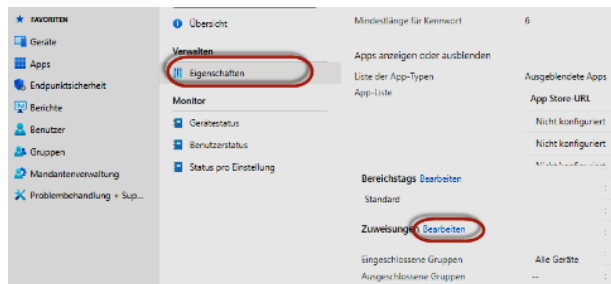 FAVORITEN
Geräte
Apps
Endpunktsicherheit
Berichte
Benutzer
Gruppen
Mandantenverwaltung
Problembehandlung + Sup...
Übersicht
Verwalten
Eigenschaften
Monitor
Gerätestatus
Benutzerstatus
Status pro Einstellung
Mindestlänge für Kennwort 6
Apps anzeigen oder ausblenden
Liste der App-Typen Ausgeblendete Apps
App-Liste
App Store-URL
Nicht konfiguriert
Nicht konfiguriert
Nicht konfiguriert
Bereichstags Bearbeiten
Standard
Zuweisungen Bearbeiten
Eingeschlossene Gruppen Alle Geräte
Ausgeschlossene Gruppen --